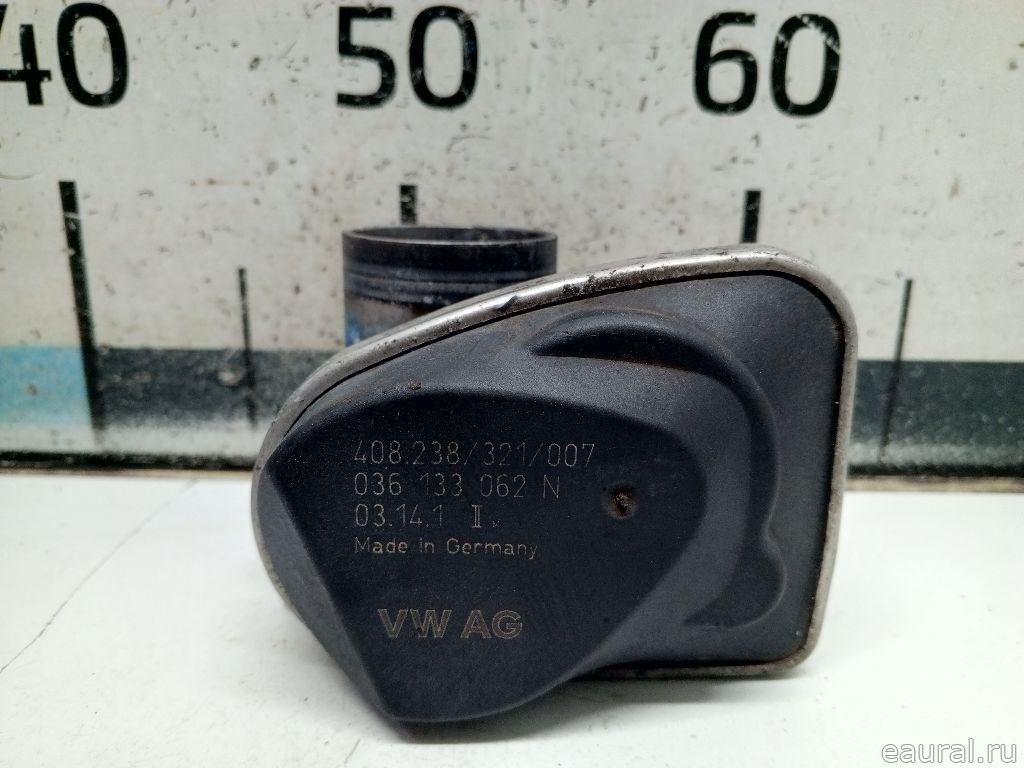 40 50 60
408.238/321/007
036 133 062 N
03.14.1 II
Made in Germany
VW AG
eaural.ru